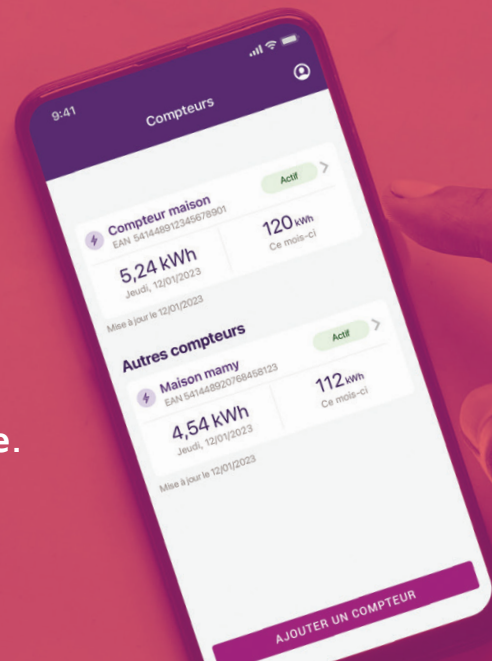 9:41
Compteurs
Compteur maison
EAN 541448912345678901
Actif
5,24 kWh
Jeudi, 12/01/2023
120 kWh
Ce mois-ci
Mise à jour le 12/01/2023
Autres compteurs
Maison mamy
EAN 541448920768458123
Actif
4,54 kWh
Jeudi, 12/01/2023
112 kWh
Ce mois-ci
Mise à jour le 12/01/2023
e.
AJOUTER UN COMPTEUR